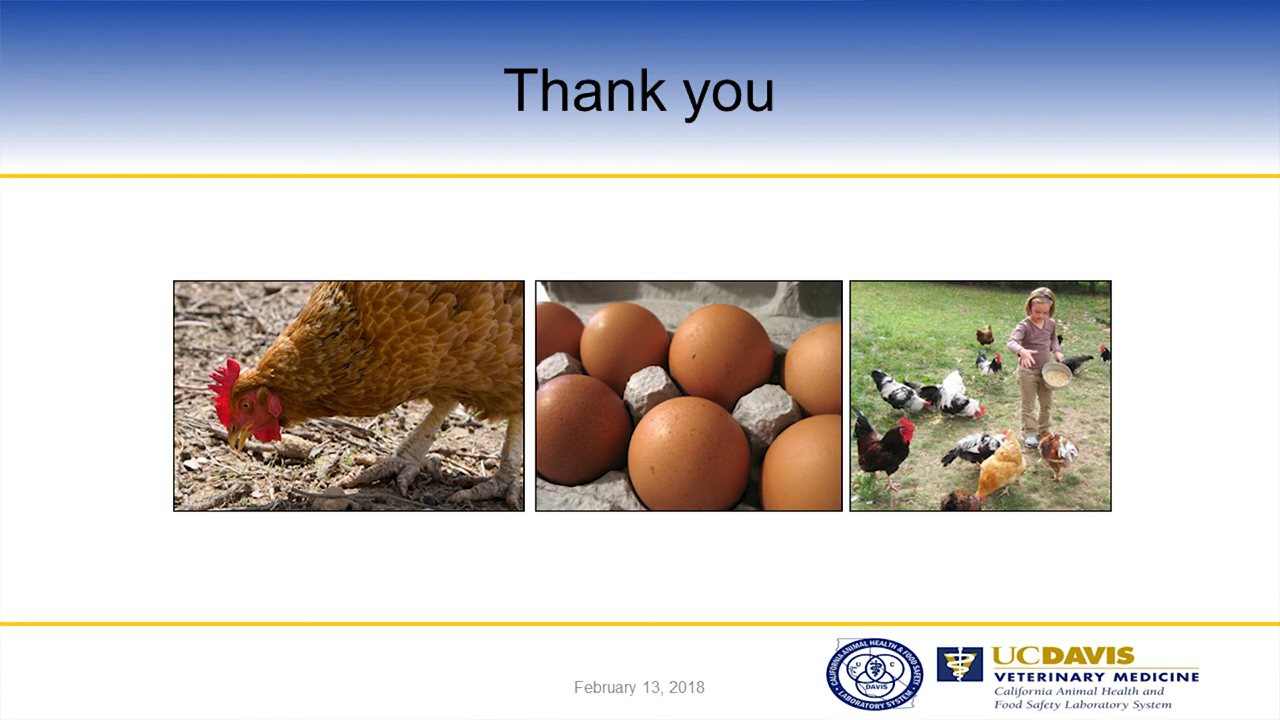 Thank you
February 13, 2018
CALIFORNIA ANIMAL HEALTH & FOOD SAFETY
U C
DAVIS
LABORATORY SYSTEM
UCDAVIS
VETERINARY MEDICINE
California Animal Health and
Food Safety Laboratory System